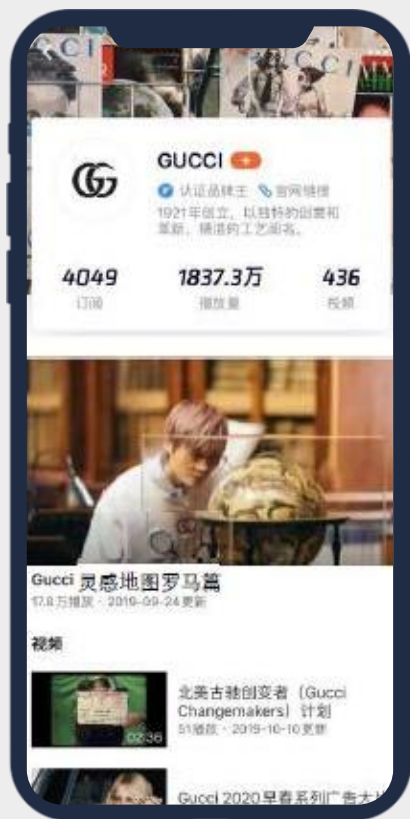 GUCCI
认证品牌主 官网链接
1921年创立，以独特的创意和
革新，精湛的工艺闻名。
4049 1837.3万 436
订阅 播放量 视频
Gucci 灵感地图罗马篇
17.8万播放 · 2019-09-24更新
视频
北美古驰创变者（Gucci
Changemakers）计划
51播放 · 2019-10-10更新
02:36
Gucci 2020早春系列广告大片